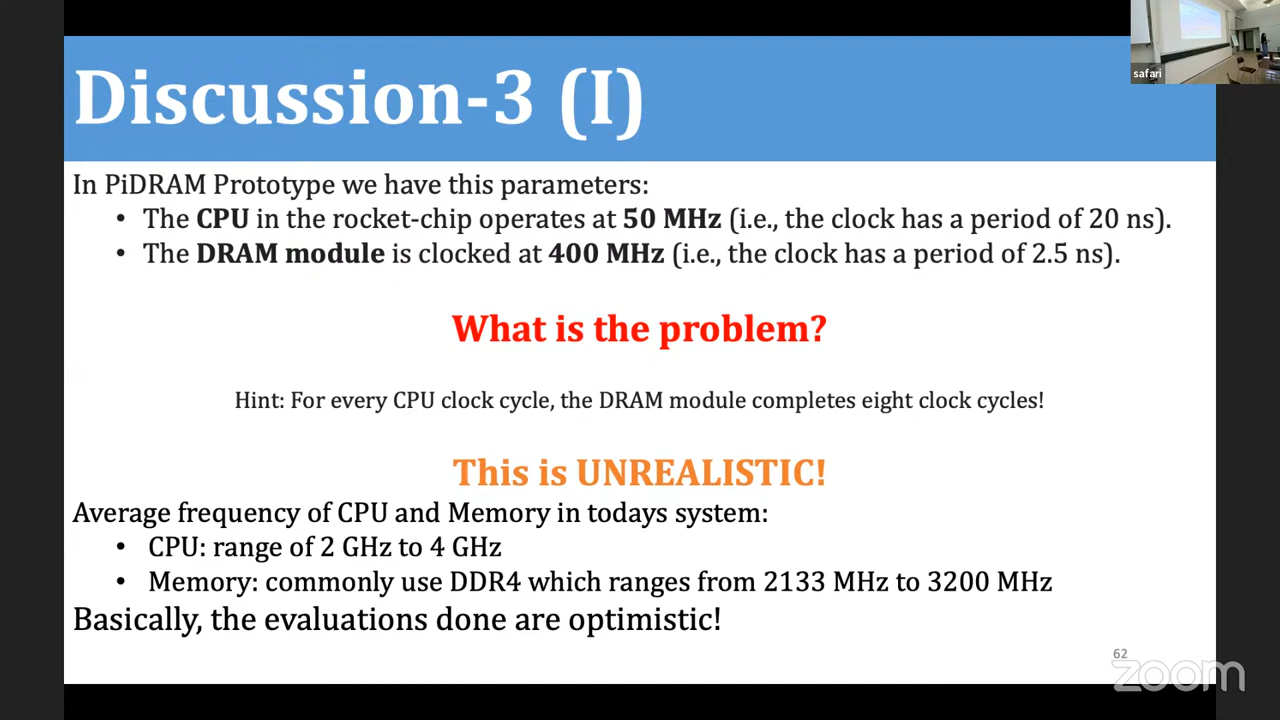 safari
Discussion-3 (I)
In PiDRAM Prototype we have this parameters:
• The CPU in the rocket-chip operates at 50 MHz (i.e., the clock has a period of 20 ns).
• The DRAM module is clocked at 400 MHz (i.e., the clock has a period of 2.5 ns).
What is the problem?
Hint: For every CPU clock cycle, the DRAM module completes eight clock cycles!
This is UNREALISTIC!
Average frequency of CPU and Memory in todays system:
• CPU: range of 2 GHz to 4 GHz
• Memory: commonly use DDR4 which ranges from 2133 MHz to 3200 MHz
Basically, the evaluations done are optimistic!
62
zoom